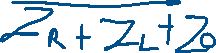 Z_R + Z_L + Z_0